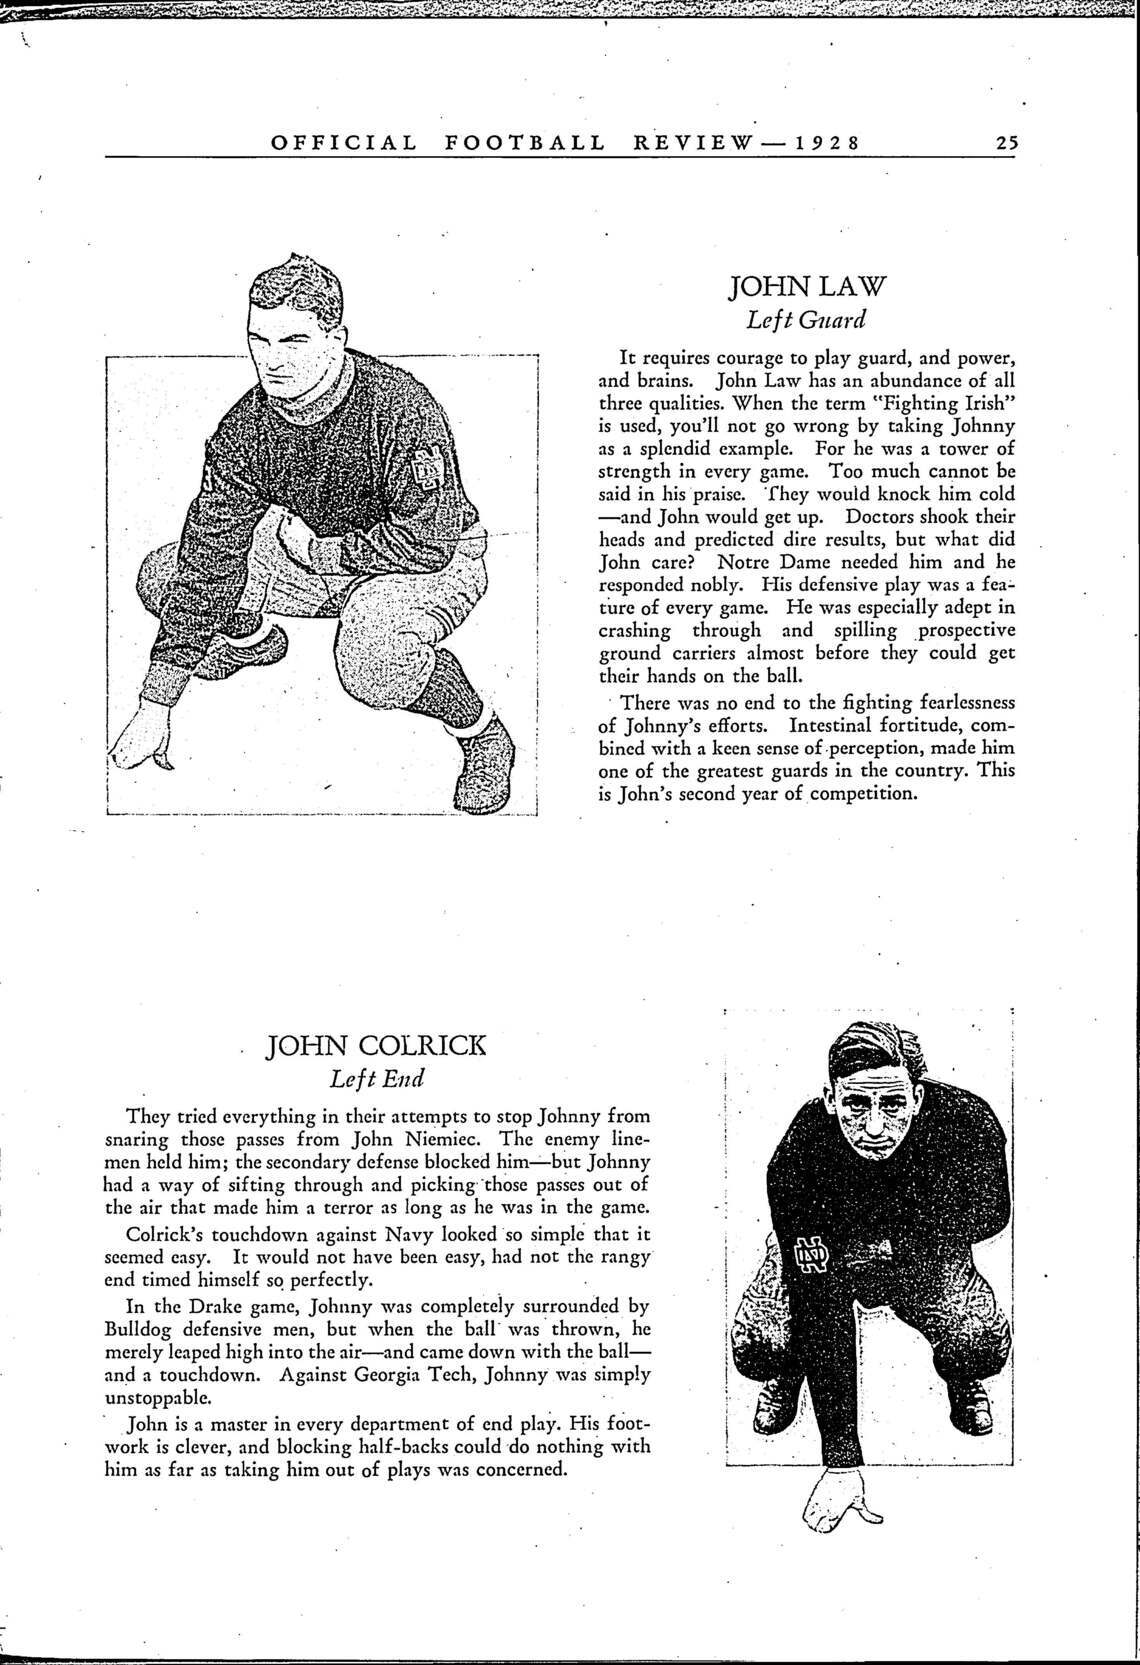 OFFICIAL FOOTBALL REVIEW—1928 25
JOHN LAW
Left Guard
It requires courage to play guard, and power,
and brains. John Law has an abundance of all
three qualities. When the term "Fighting Irish"
is used, you'll not go wrong by taking Johnny
as a splendid example. For he was a tower of
strength in every game. Too much cannot be
said in his praise. They would knock him cold
—and John would get up. Doctors shook their
heads and predicted dire results, but what did
John care? Notre Dame needed him and he
responded nobly. His defensive play was a fea-
ture of every game. He was especially adept in
crashing through and spilling prospective
ground carriers almost before they could get
their hands on the ball.
There was no end to the fighting fearlessness
of Johnny's efforts. Intestinal fortitude, com-
bined with a keen sense of perception, made him
one of the greatest guards in the country. This
is John's second year of competition.
ND
JOHN COLRICK
Left End
They tried everything in their attempts to stop Johnny from
snaring those passes from John Niemiec. The enemy line-
men held him; the secondary defense blocked him—but Johnny
had a way of sifting through and picking those passes out of
the air that made him a terror as long as he was in the game.
Colrick's touchdown against Navy looked so simple that it
seemed easy. It would not have been easy, had not the rangy
end timed himself so perfectly.
In the Drake game, Johnny was completely surrounded by
Bulldog defensive men, but when the ball was thrown, he
merely leaped high into the air—and came down with the ball—
and a touchdown. Against Georgia Tech, Johnny was simply
unstoppable.
John is a master in every department of end play. His foot-
work is clever, and blocking half-backs could do nothing with
him as far as taking him out of plays was concerned.
ND